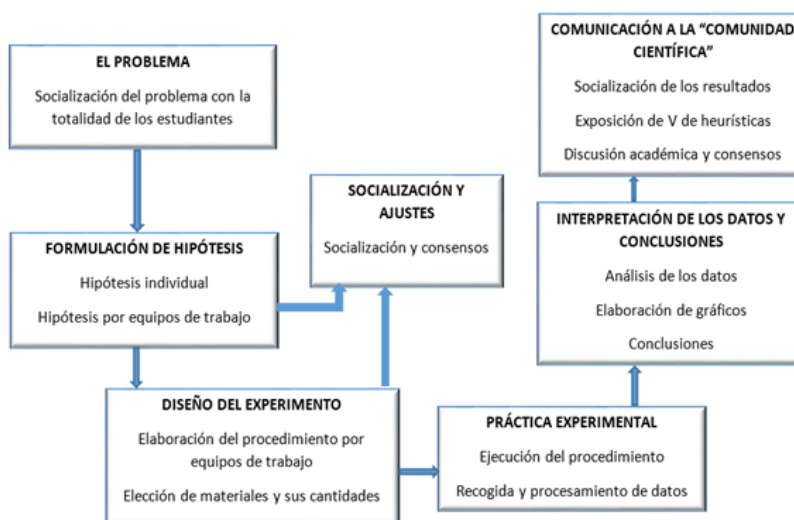 EL PROBLEMA
Socialización del problema con la
totalidad de los estudiantes
FORMULACIÓN DE HIPÓTESIS
Hipótesis individual
Hipótesis por equipos de trabajo
SOCIALIZACIÓN Y
AJUSTES
Socialización y consensos
DISEÑO DEL EXPERIMENTO
Elaboración del procedimiento por
equipos de trabajo
Elección de materiales y sus cantidades
PRÁCTICA EXPERIMENTAL
Ejecución del procedimiento
Recogida y procesamiento de datos
INTERPRETACIÓN DE LOS DATOS Y
CONCLUSIONES
Análisis de los datos
Elaboración de gráficos
Conclusiones
COMUNICACIÓN A LA “COMUNIDAD
CIENTÍFICA”
Socialización de los resultados
Exposición de V de heurísticas
Discusión académica y consensos